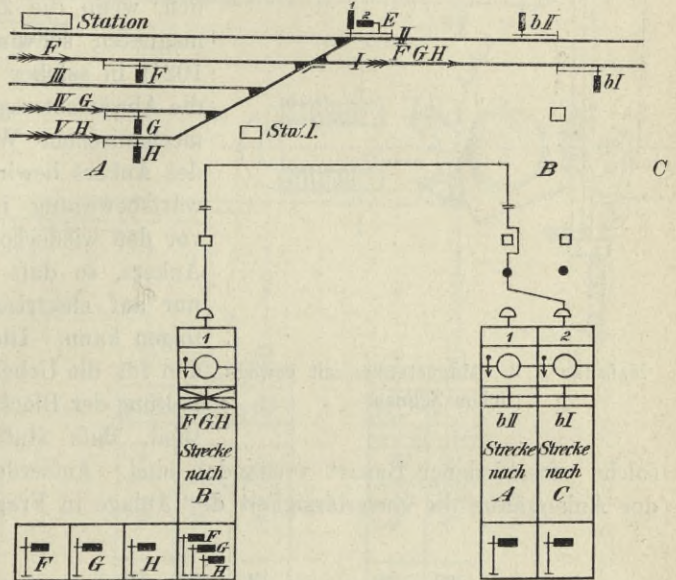 Station
1 2 E
bII
II
F
I F G H
III
F
bI
IV G
G
Stat. I.
V H
H
A
B
C
1
1
2
F G H
bII
bI
Strecke nach B
Strecke nach A
Strecke nach C
F
G
H
F
G
H